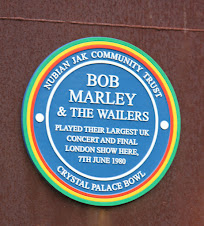 NUBIAN JAK COMMUNITY TRUST
BOB
MARLEY
& THE WAILERS
PLAYED THEIR LARGEST UK
CONCERT AND FINAL
LONDON SHOW HERE,
7TH JUNE 1980
CRYSTAL PALACE BOWL